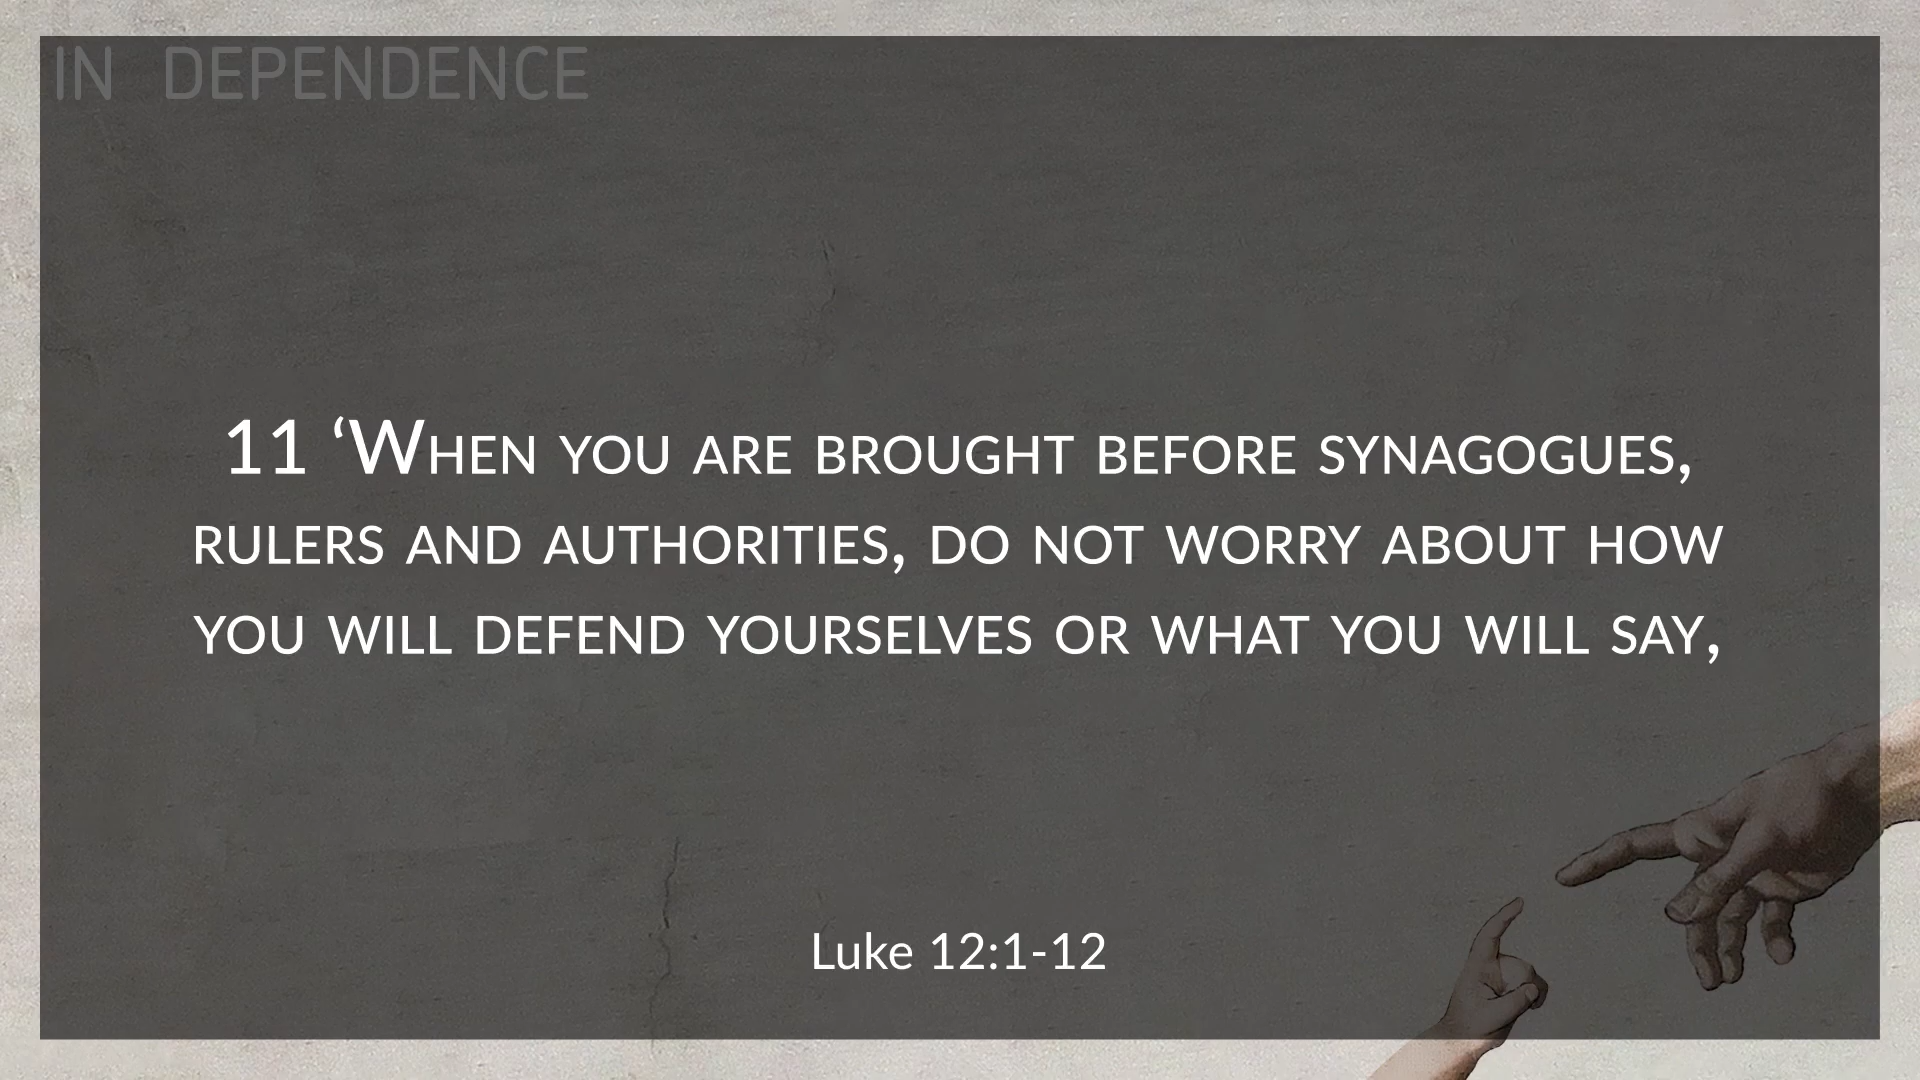 IN DEPENDENCE
11 ‘When you are brought before synagogues,
rulers and authorities, do not worry about how
you will defend yourselves or what you will say,
Luke 12:1-12